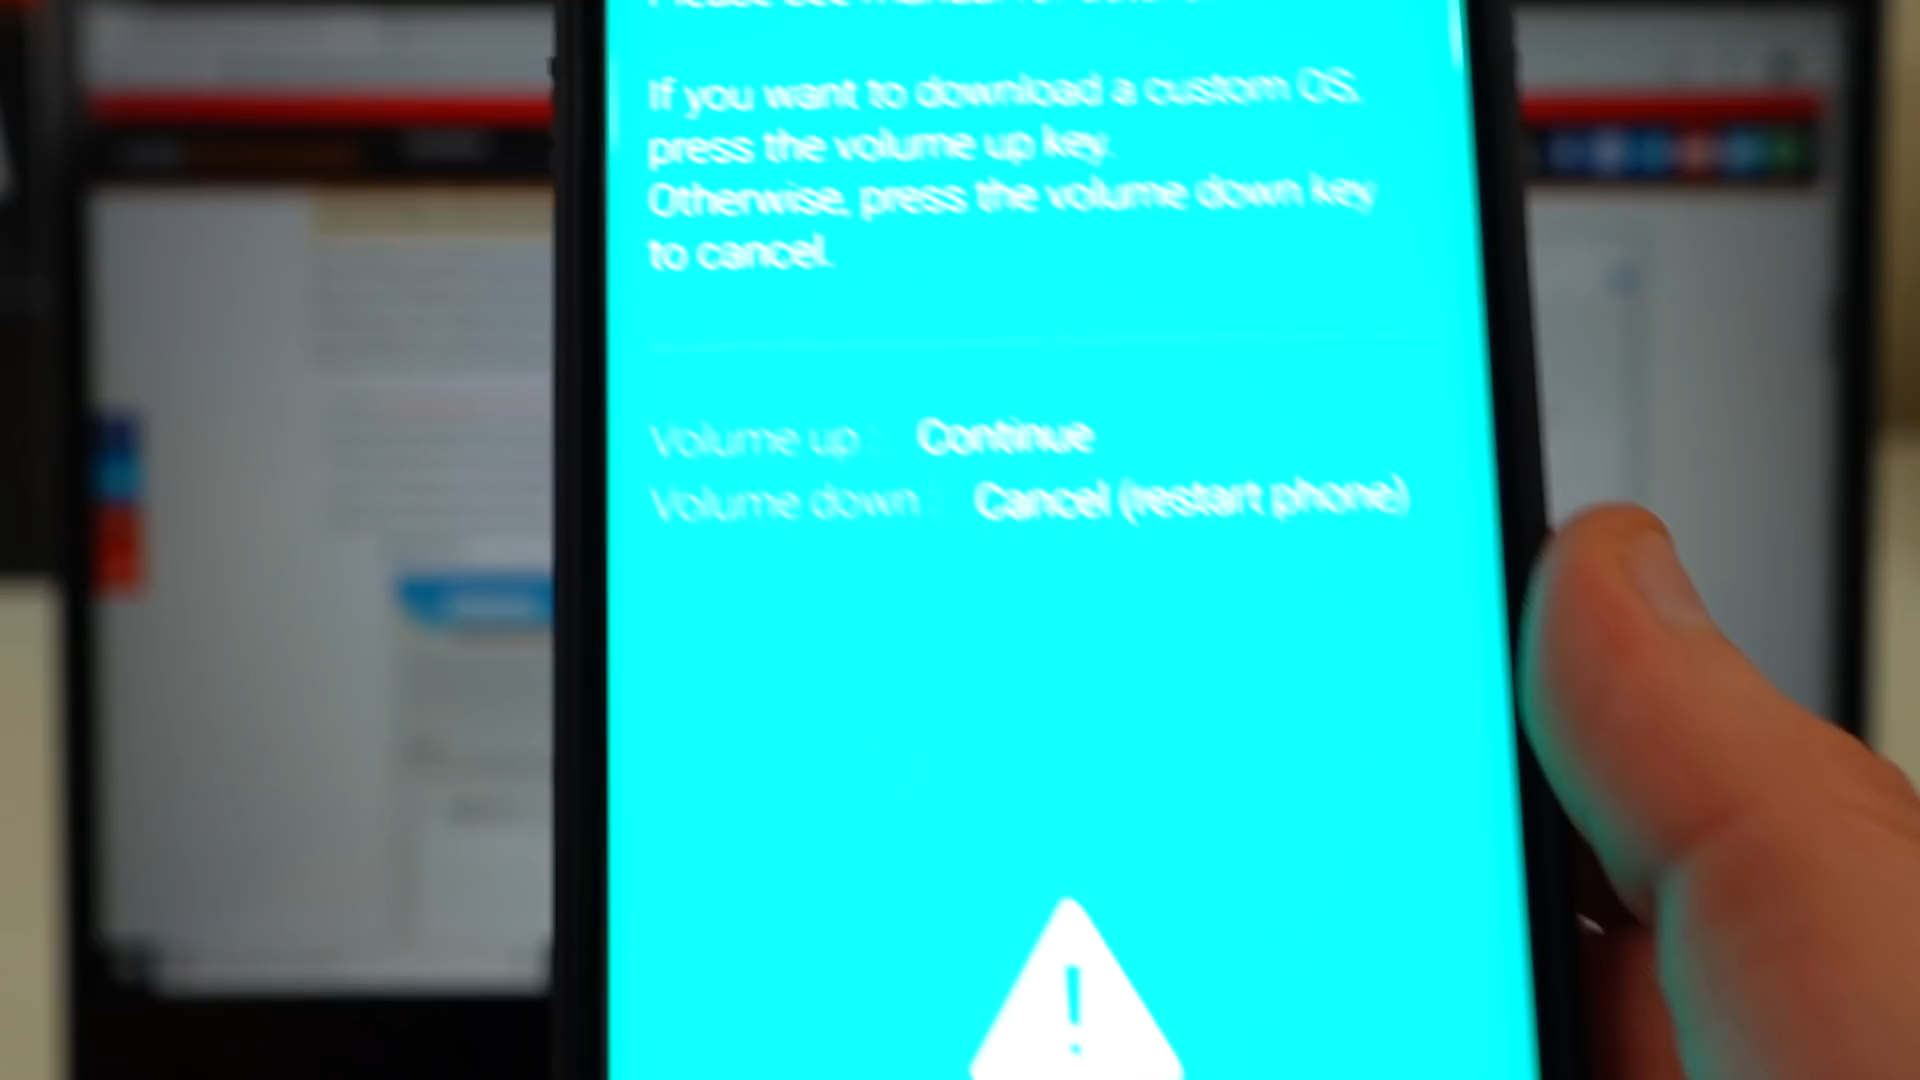 If you want to download a custom OS,
press the volume up key.
Otherwise, press the volume down key
to cancel.
Volume up : Continue
Volume down : Cancel (restart phone)
!